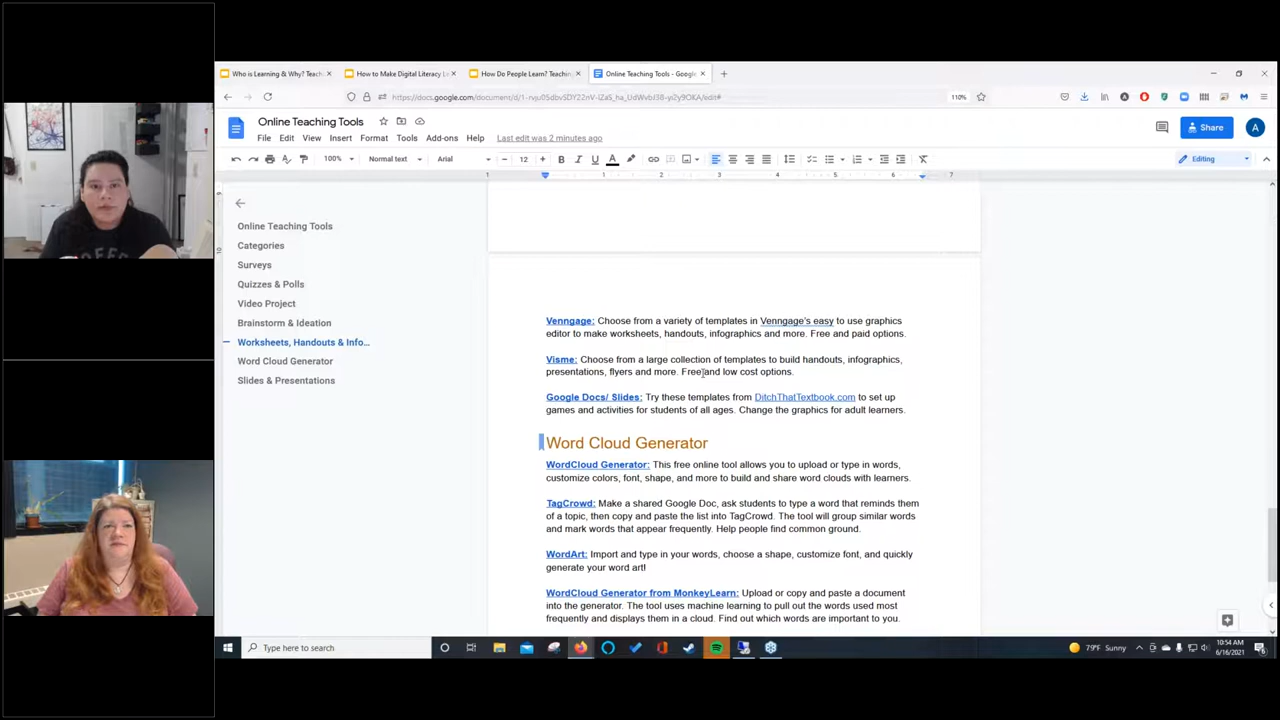 Who is Learning & Why? Teachi
How to Make Digital Literacy L
How Do People Learn? Teachin
Online Teaching Tools - Google
110%
Online Teaching Tools
File Edit View Insert Format Tools Add-ons Help Last edit was 2 minutes ago
Share
A
100% Normal text Arial 12 B I U A Editing
1 1 2 3 4 5 6 7
Online Teaching Tools
Categories
Surveys
Quizzes & Polls
Video Project
Brainstorm & Ideation
Worksheets, Handouts & Info...
Word Cloud Generator
Slides & Presentations
Venngage: Choose from a variety of templates in Venngage's easy to use graphics
editor to make worksheets, handouts, infographics and more. Free and paid options.
Visme: Choose from a large collection of templates to build handouts, infographics,
presentations, flyers and more. Free and low cost options.
Google Docs/ Slides: Try these templates from DitchThatTextbook.com to set up
games and activities for students of all ages. Change the graphics for adult learners.
Word Cloud Generator
WordCloud Generator: This free online tool allows you to upload or type in words,
customize colors, font, shape, and more to build and share word clouds with learners.
TagCrowd: Make a shared Google Doc, ask students to type a word that reminds them
of a topic, then copy and paste the list into TagCrowd. The tool will group similar words
and mark words that appear frequently. Help people find common ground.
WordArt: Import and type in your words, choose a shape, customize font, and quickly
generate your word art!
WordCloud Generator from MonkeyLearn: Upload or copy and paste a document
into the generator. The tool uses machine learning to pull out the words used most
frequently and displays them in a cloud. Find out which words are important to you.
Type here to search
79°F Sunny
10:54 AM
6/16/2021